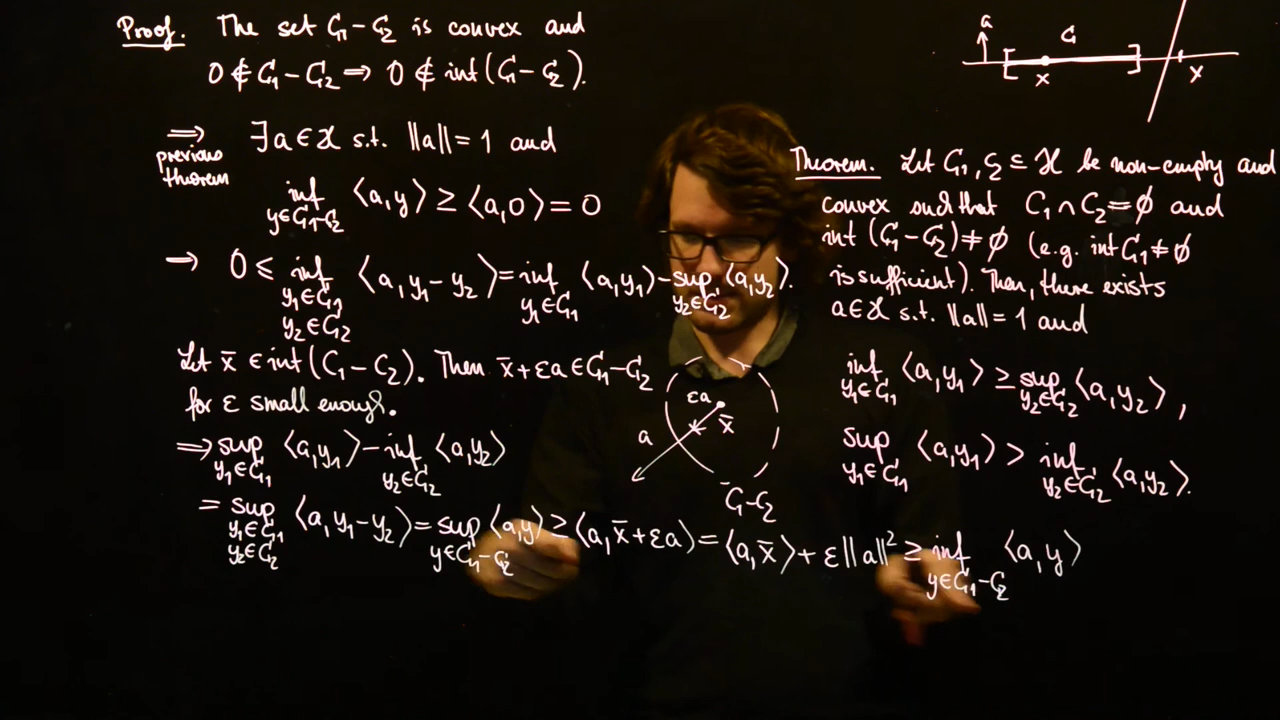 Proof. The set C₁-C₂ is convex and
0 ∉ C₁-C₂ ⇒ 0 ∉ int(C₁-C₂).
⇒ ∃a ∈ X s.t. ||a|| = 1 and
previous
theorem
inf ⟨a,y⟩ ≥ ⟨a,0⟩ = 0
y∈C₁-C₂
→ 0 ≤ inf ⟨a,y₁-y₂⟩ = inf ⟨a,y₁⟩ - sup ⟨a,y₂⟩.
y₁∈C₁ y₁∈C₁ y₂∈C₂
y₂∈C₂
Let x̄ ∈ int(C₁-C₂). Then x̄+εa ∈ C₁-C₂
for ε small enough.
⇒ sup ⟨a,y₁⟩ - inf ⟨a,y₂⟩
y₁∈C₁ y₂∈C₂
= sup ⟨a,y₁-y₂⟩ = sup ⟨a,y⟩ ≥ ⟨a,x̄+εa⟩ = ⟨a,x̄⟩ + ε||a||² ≥ inf ⟨a,y⟩
y₁∈C₁ y∈C₁-C₂ y∈C₁-C₂
y₂∈C₂
εa
x̄
a
C₁-C₂
a
C₁
x
x
Theorem. Let C₁,C₂ ⊆ H be non-empty and
convex such that C₁∩C₂=∅ and
int(C₁-C₂)≠∅ (e.g. int C₁≠∅
is sufficient). Then, there exists
a∈X s.t. ||a|| = 1 and
inf ⟨a,y₁⟩ ≥ sup ⟨a,y₂⟩,
y₁∈C₁ y₂∈C₂
sup ⟨a,y₁⟩ > inf ⟨a,y₂⟩.
y₁∈C₁ y₂∈C₂